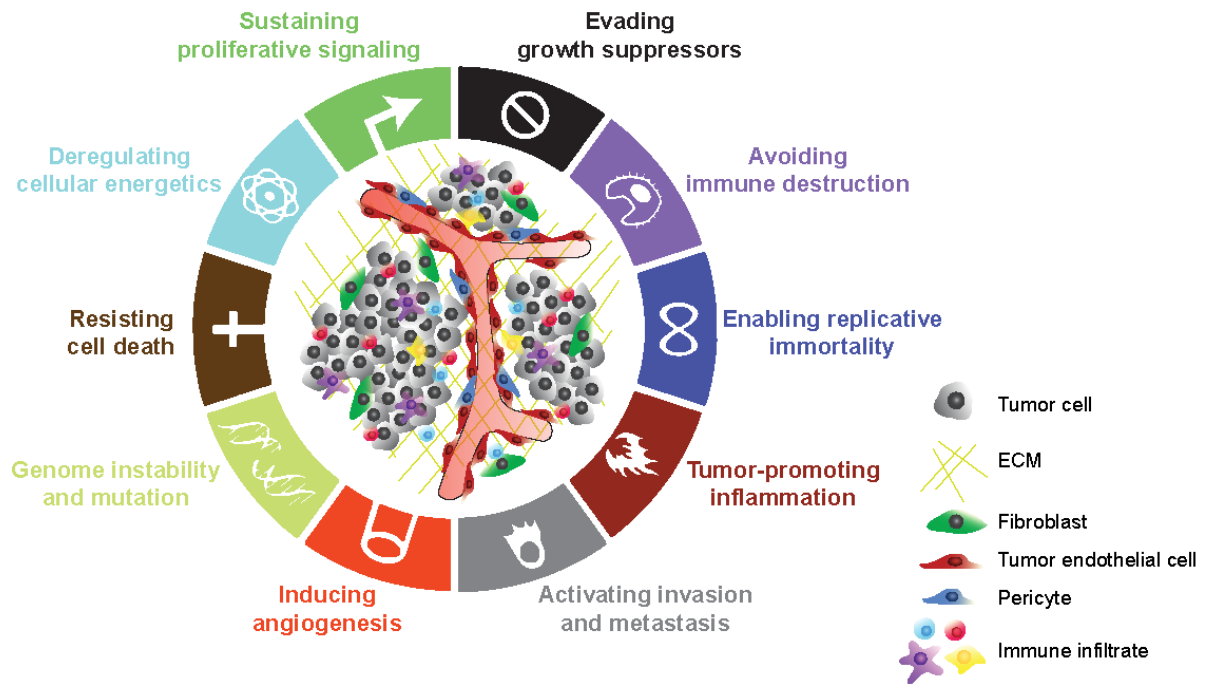 Sustaining
proliferative signaling
Evading
growth suppressors
Deregulating
cellular energetics
Avoiding
immune destruction
Resisting
cell death
Enabling replicative
immortality
Genome instability
and mutation
Tumor-promoting
inflammation
Inducing
angiogenesis
Activating invasion
and metastasis
Tumor cell
ECM
Fibroblast
Tumor endothelial cell
Pericyte
Immune infiltrate